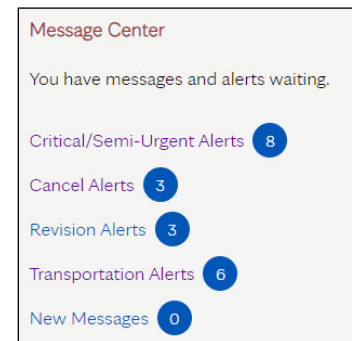 Message Center
You have messages and alerts waiting.
Critical/Semi-Urgent Alerts 8
Cancel Alerts 3
Revision Alerts 3
Transportation Alerts 6
New Messages 0